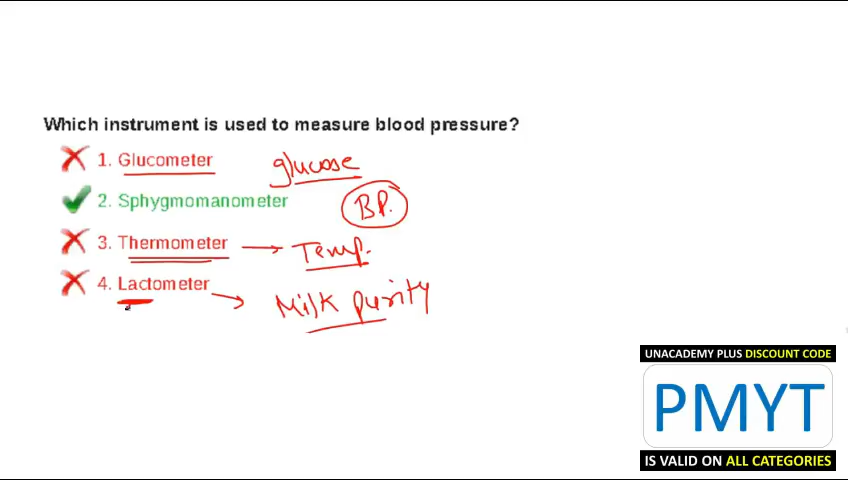 Which instrument is used to measure blood pressure?
1. Glucometer glucose
2. Sphygmomanometer BP.
3. Thermometer Temp.
4. Lactometer Milk purity
UNACADEMY PLUS DISCOUNT CODE
PMYT
IS VALID ON ALL CATEGORIES